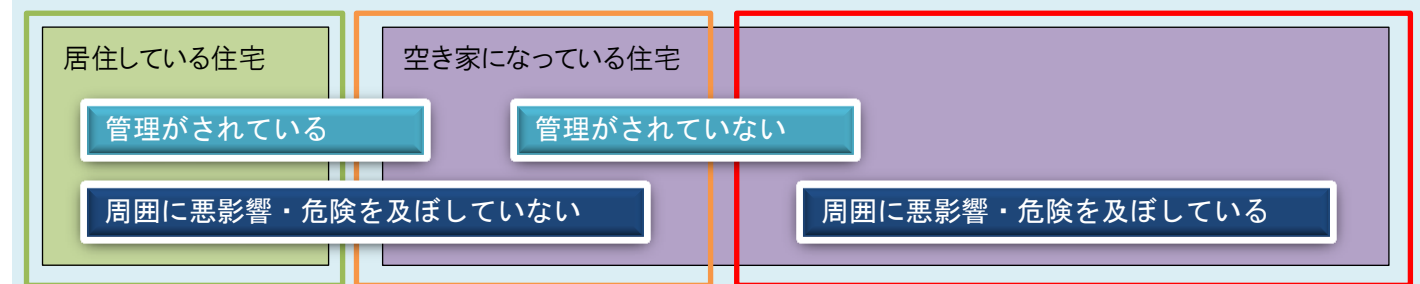 居住している住宅
空き家になっている住宅
管理がされている
管理がされていない
周囲に悪影響・危険を及ぼしていない
周囲に悪影響・危険を及ぼしている